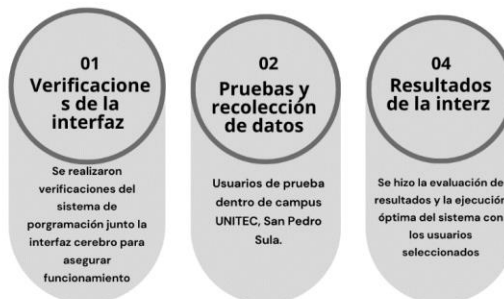 01
Verificacione
s de la
interfaz
Se realizaron
verificaciones del
sistema de
porgramación junto la
interfaz cerebro para
asegurar
funcionamiento
02
Pruebas y
recolección
de datos
Usuarios de prueba
dentro de campus
UNITEC, San Pedro
Sula.
04
Resultados
de la interz
Se hizo la evaluación de
resultados y la ejecución
óptima del sistema con
los usuarios
seleccionados